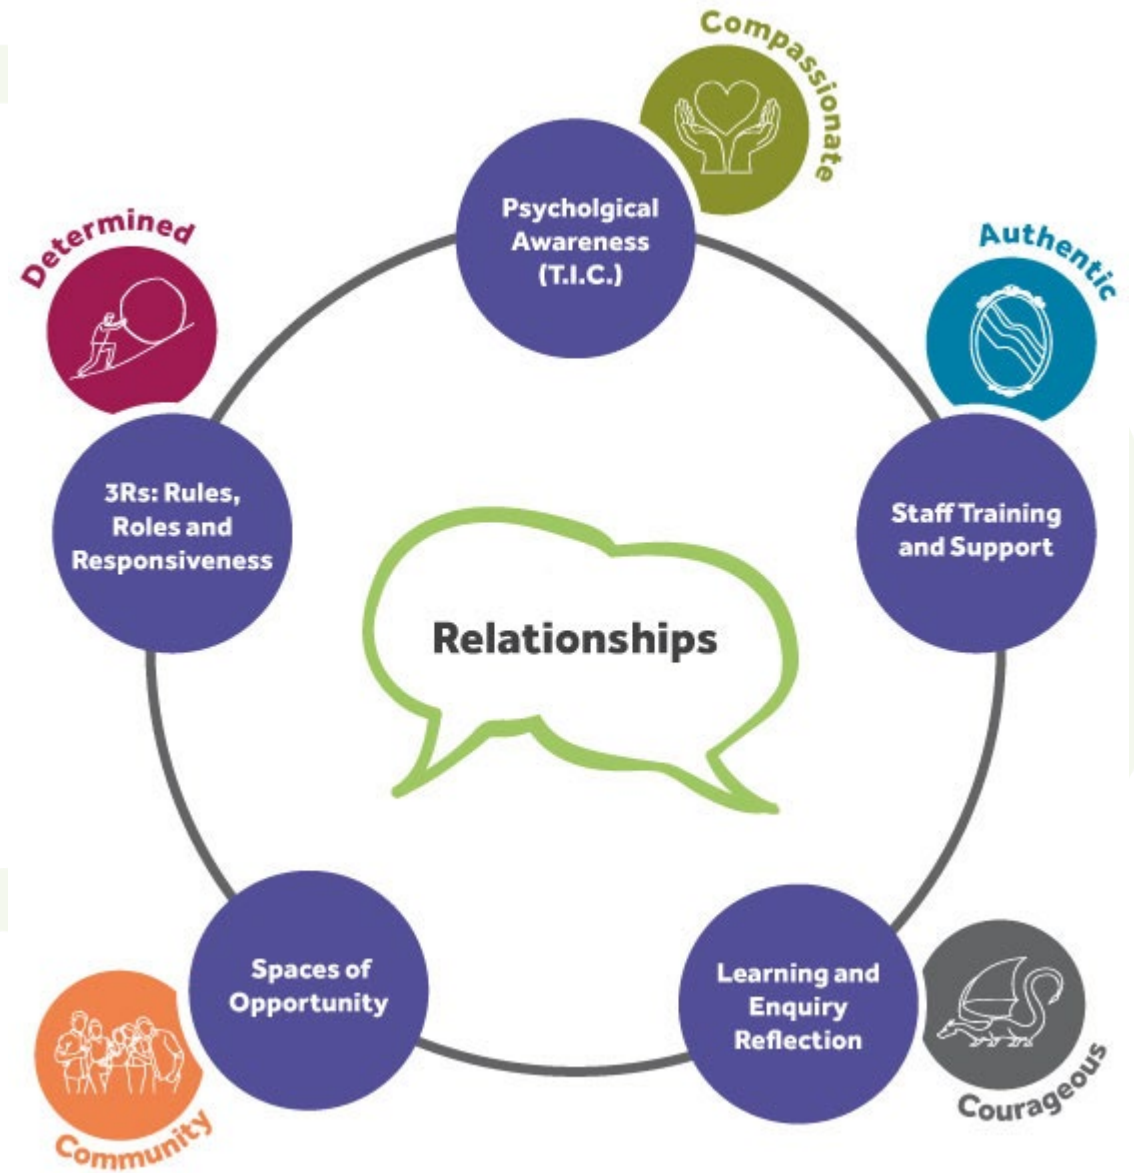 Compassionate
Psycholgical
Awareness
(T.I.C.)
Determined
Authentic
3Rs: Rules,
Roles and
Responsiveness
Staff Training
and Support
Relationships
Spaces of
Opportunity
Learning and
Enquiry
Reflection
Community
Courageous